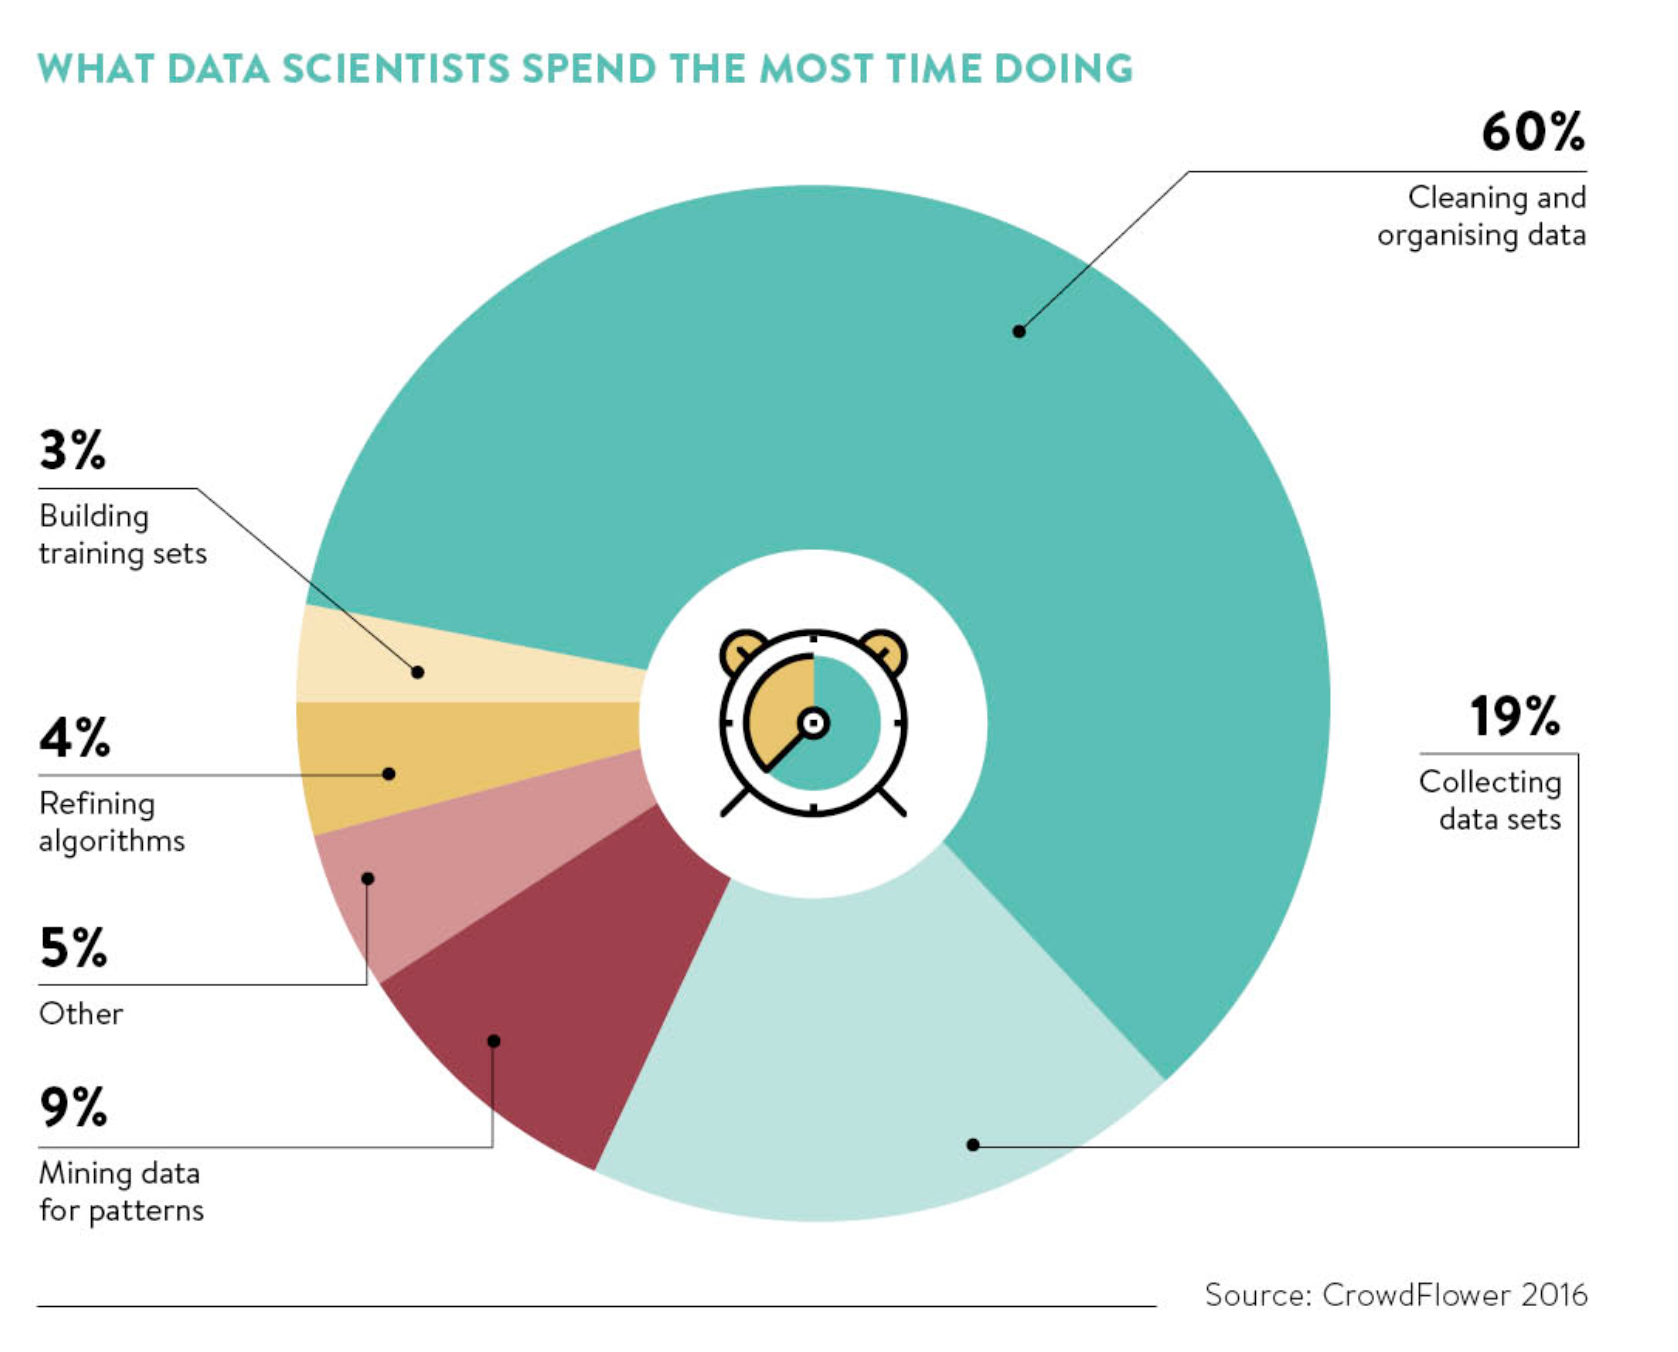 WHAT DATA SCIENTISTS SPEND THE MOST TIME DOING
60%
Cleaning and
organising data
3%
Building
training sets
4%
Refining
algorithms
5%
Other
9%
Mining data
for patterns
19%
Collecting
data sets
Source: CrowdFlower 2016